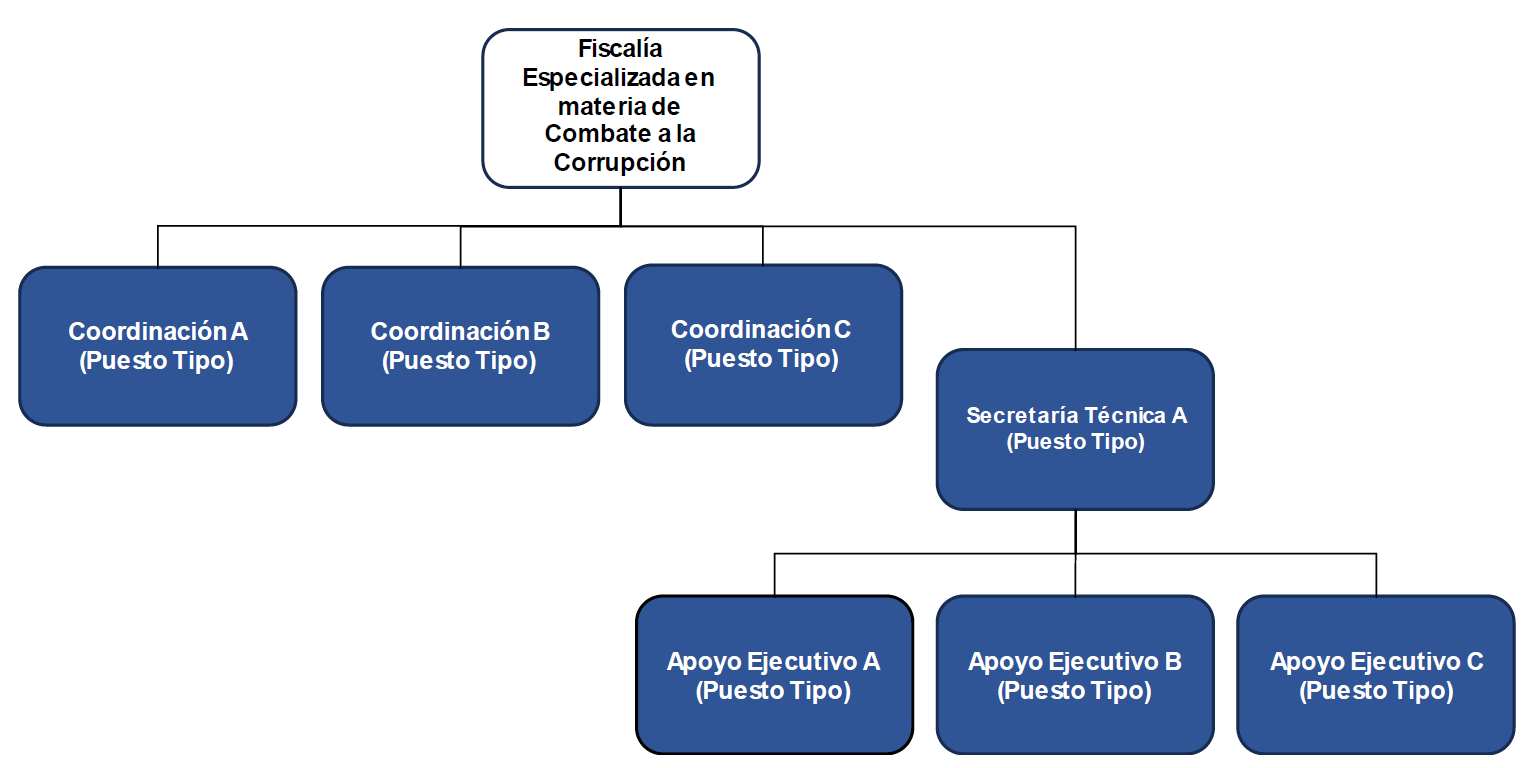 Fiscalía
Especializada en
materia de
Combate a la
Corrupción
Coordinación A
(Puesto Tipo)
Coordinación B
(Puesto Tipo)
Coordinación C
(Puesto Tipo)
Secretaría Técnica A
(Puesto Tipo)
Apoyo Ejecutivo A
(Puesto Tipo)
Apoyo Ejecutivo B
(Puesto Tipo)
Apoyo Ejecutivo C
(Puesto Tipo)